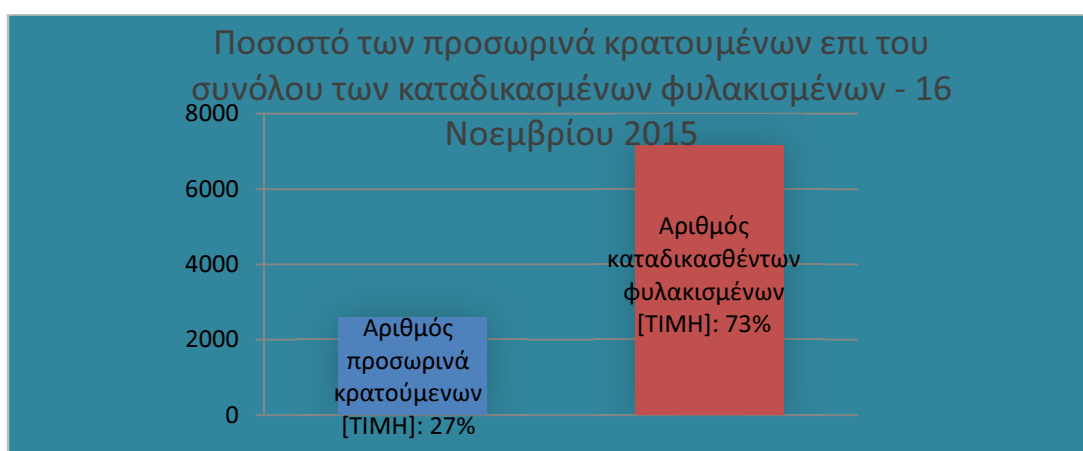 Ποσοστό των προσωρινά κρατουμένων επι του
συνόλου των καταδικασμένων φυλακισμένων - 16
Νοεμβρίου 2015
8000
6000
4000
2000
0
Αριθμός
προσωρινά
κρατούμενων
[ΤΙΜΗ]: 27%
Αριθμός
καταδικασθέντων
φυλακισμένων
[ΤΙΜΗ]: 73%